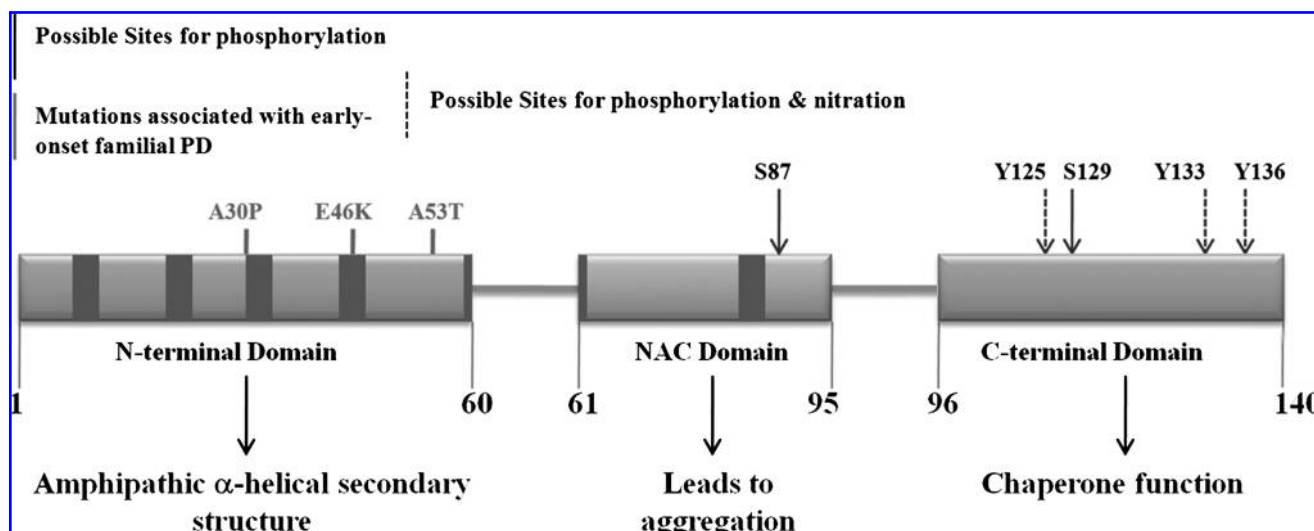 Possible Sites for phosphorylation
Mutations associated with early-
onset familial PD
Possible Sites for phosphorylation & nitration
A30P E46K A53T
S87
Y125 S129 Y133 Y136
N-terminal Domain
NAC Domain
C-terminal Domain
1 60 61 95 96 140
Amphipathic α-helical secondary
structure
Leads to
aggregation
Chaperone function